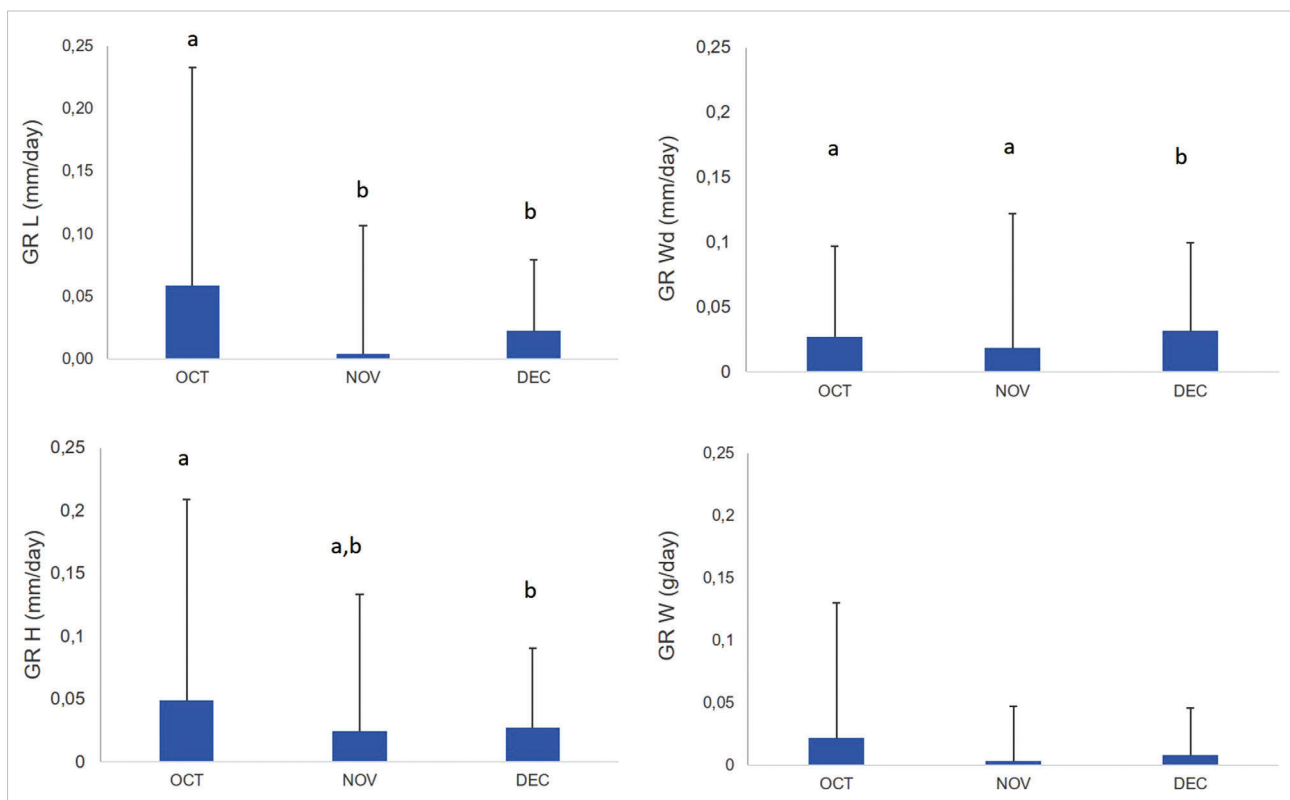 a
0,25
0,20
0,15
0,10
0,05
0,00
GR L (mm/day)
b
b
OCT NOV DEC
0,25
0,2
0,15
0,1
0,05
0
GR Wd (mm/day)
a a b
OCT NOV DEC
0,25
0,2
0,15
0,1
0,05
0
GR H (mm/day)
a
a,b
b
OCT NOV DEC
0,25
0,2
0,15
0,1
0,05
0
GR W (g/day)
OCT NOV DEC